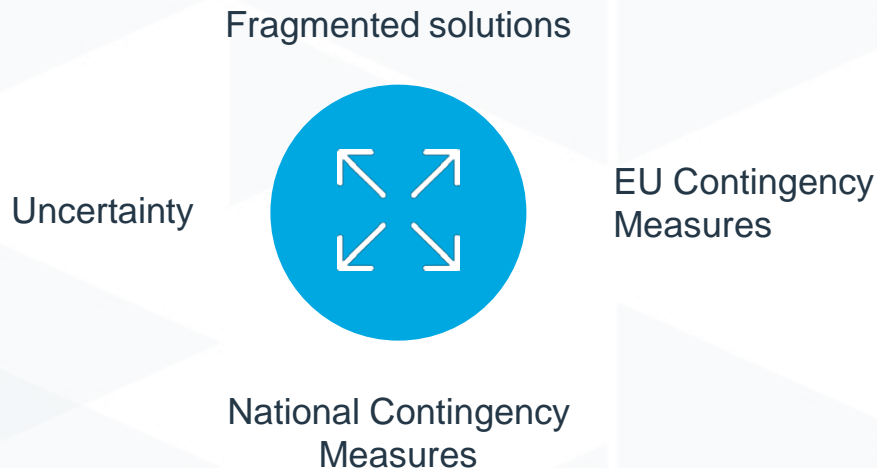 Fragmented solutions
Uncertainty
EU Contingency
Measures
National Contingency
Measures